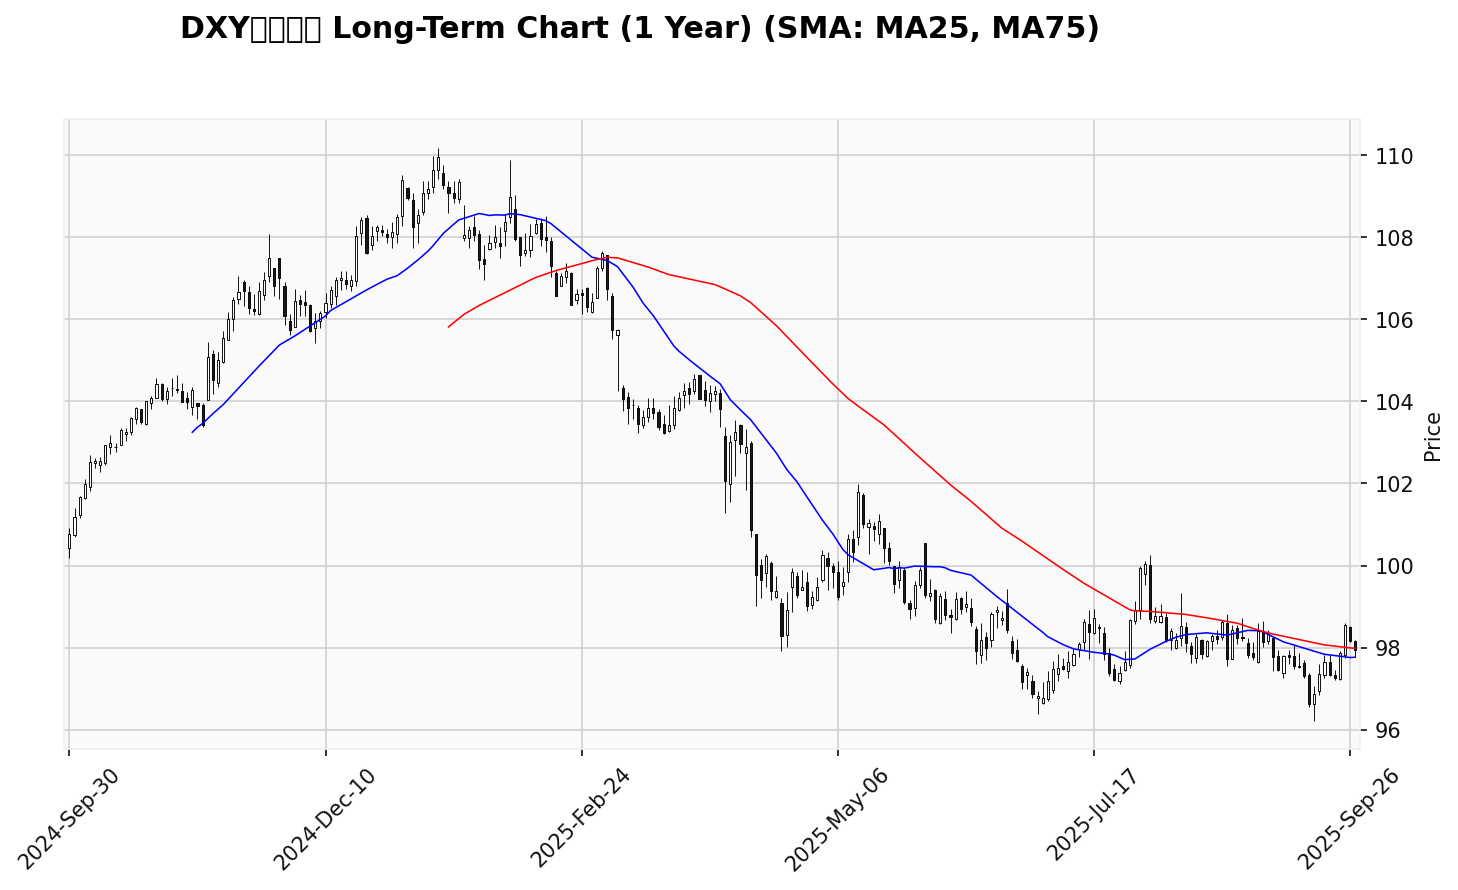 DXY Long-Term Chart (1 Year) (SMA: MA25, MA75)
110
108
106
104
102
100
98
96
Price
2024-Sep-30
2024-Dec-10
2025-Feb-24
2025-May-06
2025-Jul-17
2025-Sep-26